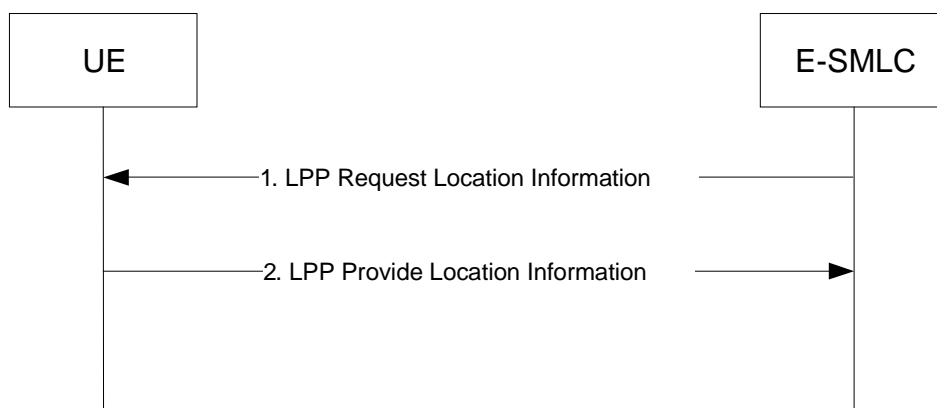 UE
E-SMLC
1. LPP Request Location Information
2. LPP Provide Location Information